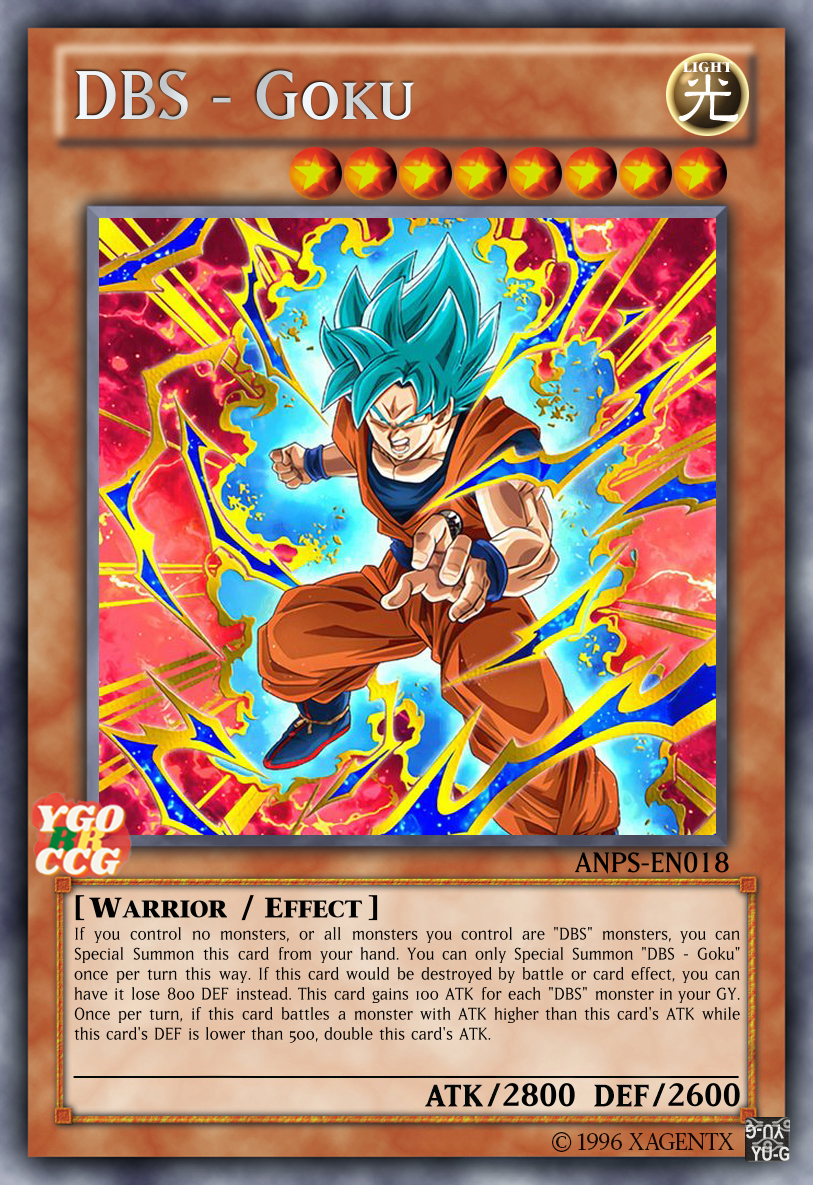 DBS - Goku
LIGHT
光
YGO
BR
CCG
ANPS-EN018
[ Warrior / Effect ]
If you control no monsters, or all monsters you control are "DBS" monsters, you can
Special Summon this card from your hand. You can only Special Summon "DBS - Goku"
once per turn this way. If this card would be destroyed by battle or card effect, you can
have it lose 800 DEF instead. This card gains 100 ATK for each "DBS" monster in your GY.
Once per turn, if this card battles a monster with ATK higher than this card's ATK while
this card's DEF is lower than 500, double this card's ATK.
ATK/2800 DEF/2600
© 1996 XAGENTX
YU-G
YU-G